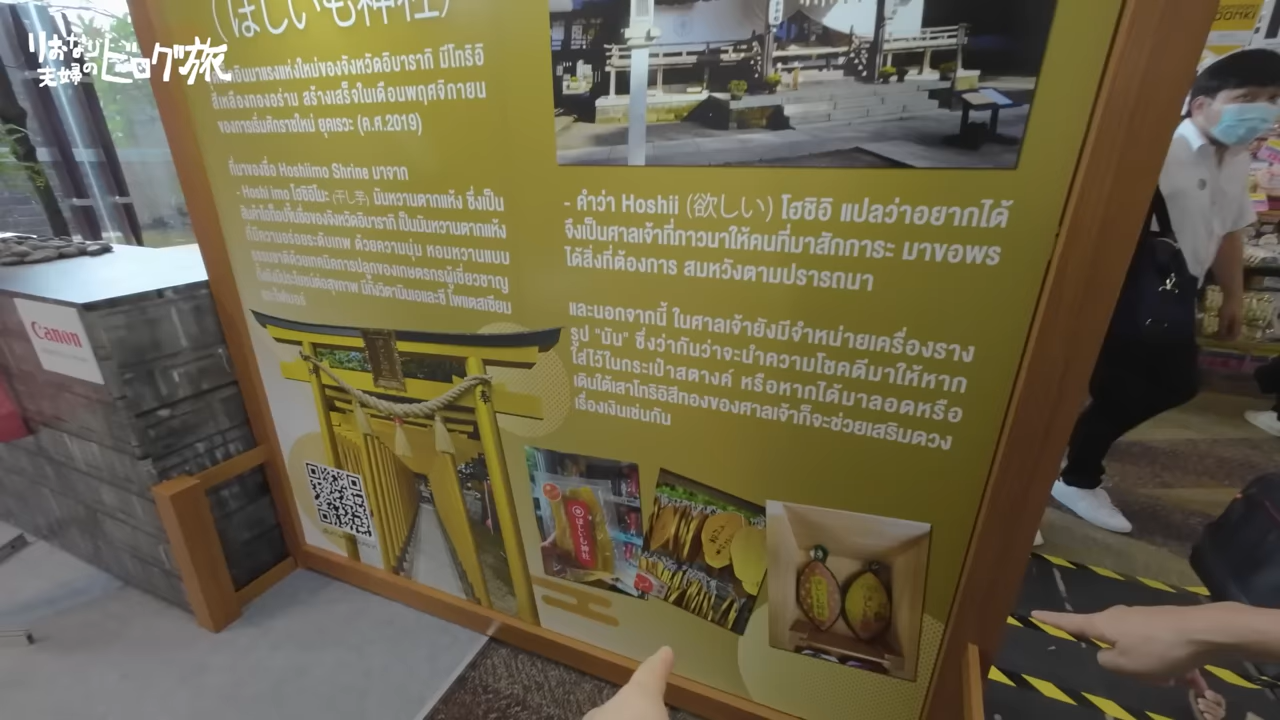 りおなり
夫婦の
ビログ旅
(ほしいも神社)
อินมาแรงแห่งใหม่ของจังหวัดอิบารากิ มีโทริอิ
สีเหลืองทองอร่าม สร้างเสร็จในเดือนพฤศจิกายน
ของการเริ่มศักราชใหม่ ยุคเรวะ (ค.ศ.2019)
ที่มาของชื่อ Hoshiimo Shrine มาจาก
- Hoshi imo โฮชิอิโมะ (干し芋) มันหวานตากแห้ง ซึ่งเป็น
สินค้าโอท็อปขึ้นชื่อของจังหวัดอิบารากิ เป็นมันหวานตากแห้ง
ที่มีความอร่อยระดับเทพ ด้วยความนุ่ม หอมหวานแบบ
ธรรมชาติด้วยเทคนิคการปลูกของเกษตรกรผู้เชี่ยวชาญ
ทั้งยังมีประโยชน์ต่อสุขภาพ มีทั้งวิตามินเอและซี โพแตสเซียม
และไฟเบอร์
- คำว่า Hoshii (欲しい) โฮชิอิ แปลว่าอยากได้
จึงเป็นศาลเจ้าที่ภาวนาให้คนที่มาสักการะ มาขอพร
ได้สิ่งที่ต้องการ สมหวังตามปรารถนา
และนอกจากนี้ ในศาลเจ้ายังมีจำหน่ายเครื่องราง
รูป "มัน" ซึ่งว่ากันว่าจะนำความโชคดีมาให้หาก
ใส่ไว้ในกระเป๋าสตางค์ หรือหากได้มาลอดหรือ
เดินใต้เสาโทริอิสีทองของศาลเจ้าก็จะช่วยเสริมดวง
เรื่องเงินเช่นกัน
奉
ほしいも神社
Canon